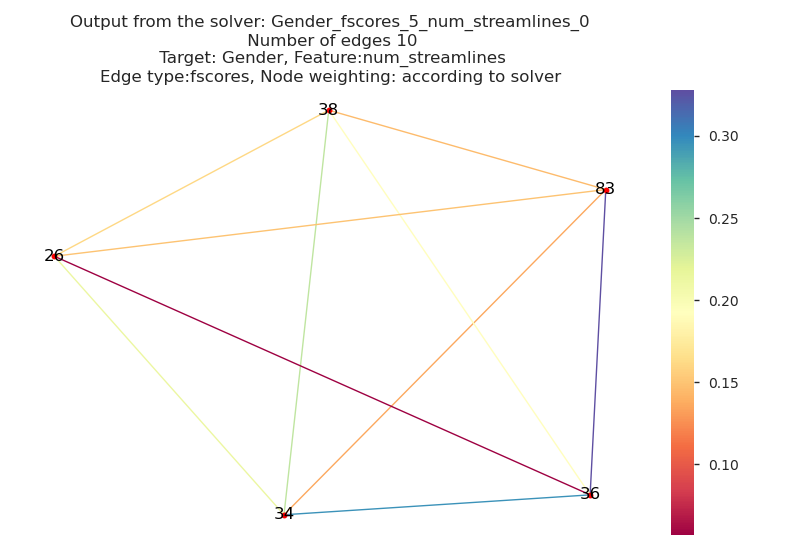 Output from the solver: Gender_fscores_5_num_streamlines_0
Number of edges 10
Target: Gender, Feature:num_streamlines
Edge type:fscores, Node weighting: according to solver
38
0.30
83
0.25
26
0.20
0.15
0.10
36
34